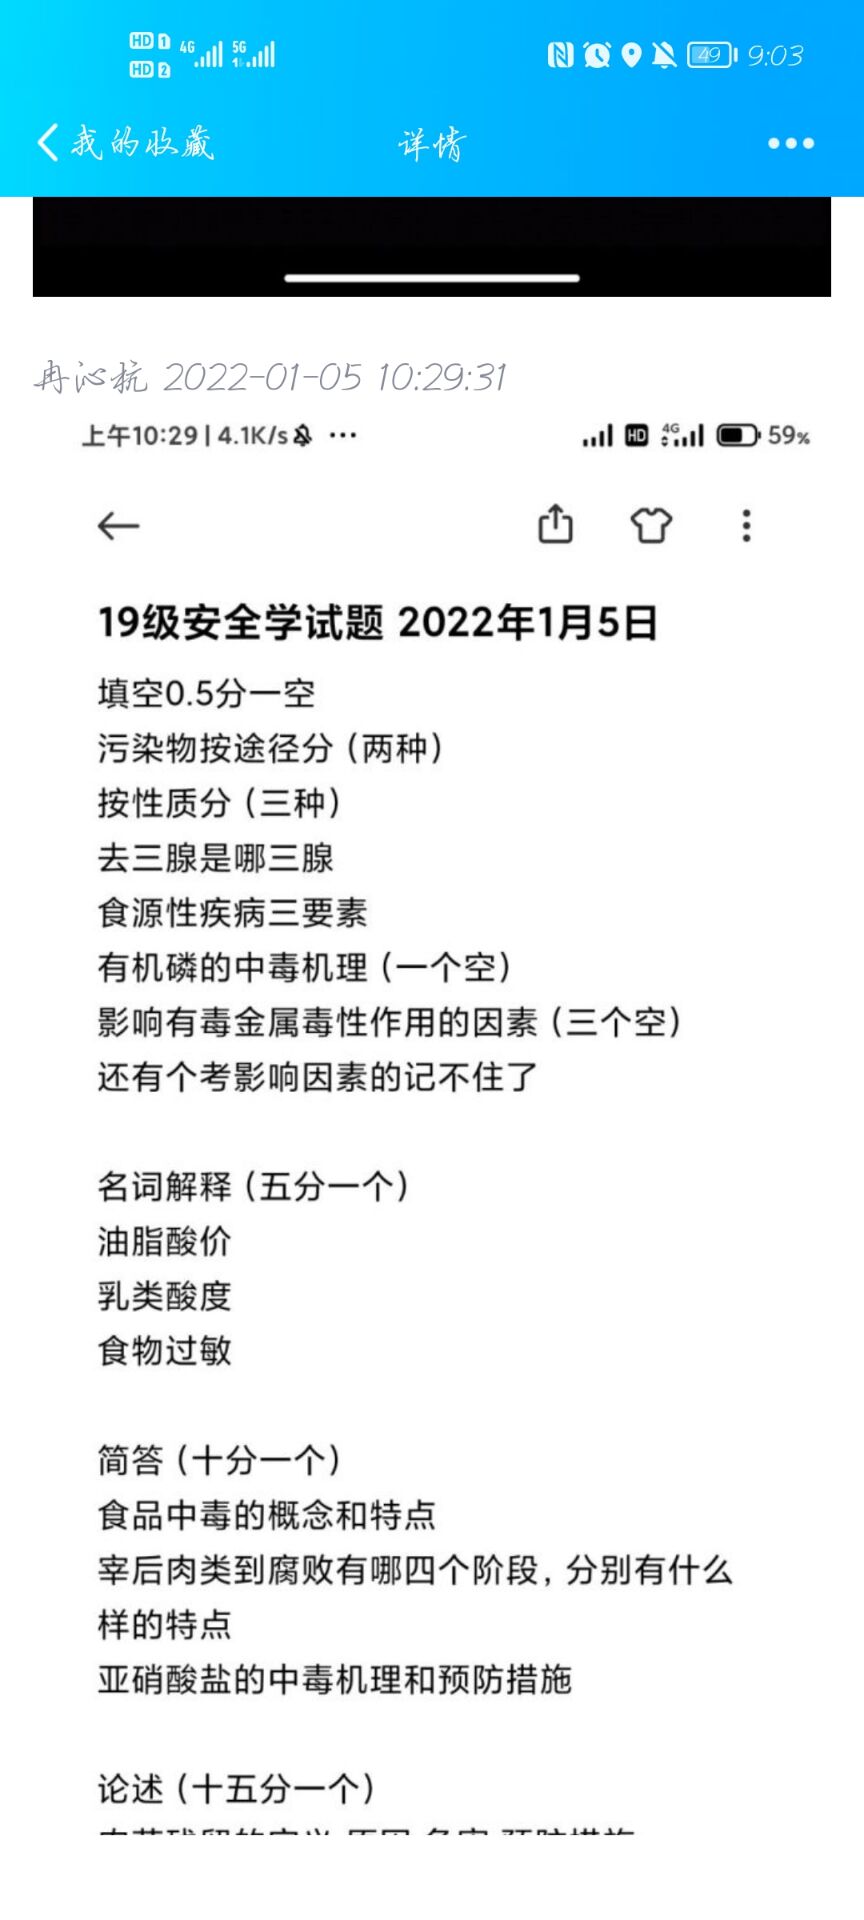 HD 1 4G 5G
HD 2
49 9:03
我的收藏 详情
冉沁杭 2022-01-05 10:29:31
上午10:29 | 4.1K/s ··· HD 4G 59%
19级安全学试题 2022年1月5日
填空0.5分一空
污染物按途径分（两种）
按性质分（三种）
去三腺是哪三腺
食源性疾病三要素
有机磷的中毒机理（一个空）
影响有毒金属毒性作用的因素（三个空）
还有个考影响因素的记不住了
名词解释（五分一个）
油脂酸价
乳类酸度
食物过敏
简答（十分一个）
食品中毒的概念和特点
宰后肉类到腐败有哪四个阶段，分别有什么
样的特点
亚硝酸盐的中毒机理和预防措施
论述（十五分一个）